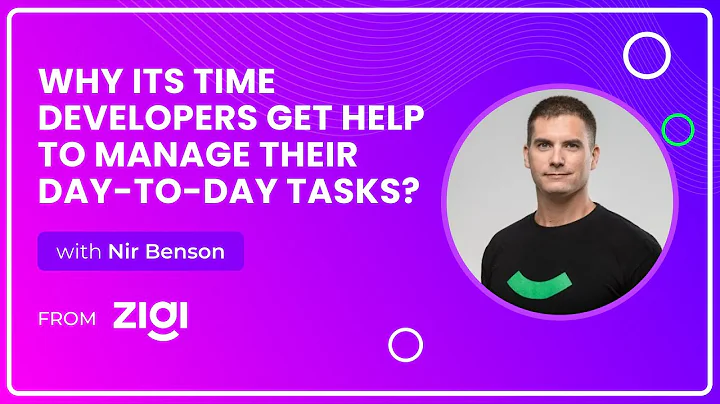 WHY ITS TIME
DEVELOPERS GET HELP
TO MANAGE THEIR
DAY-TO-DAY TASKS?
with Nir Benson
FROM zigi